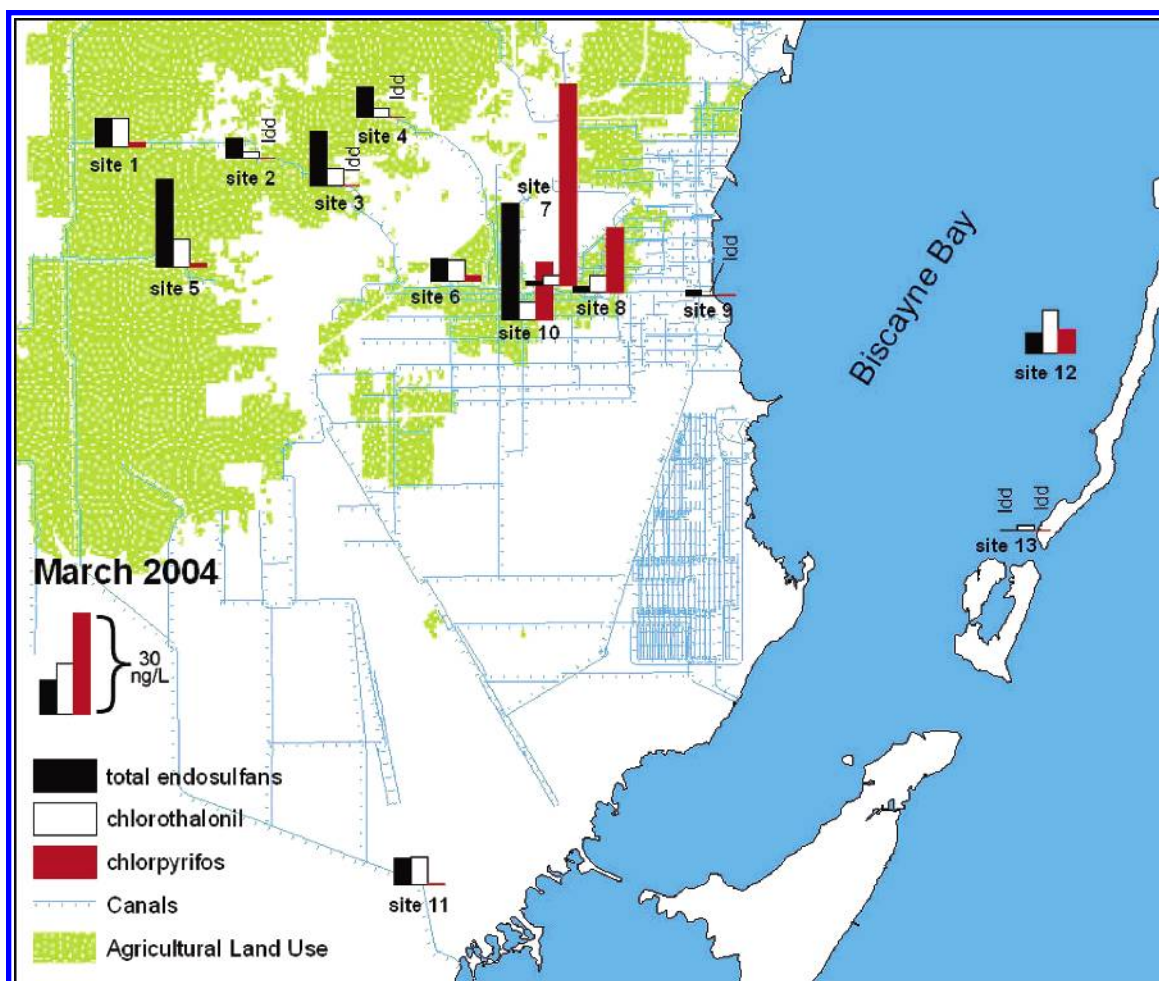 ldd
site 4
ldd
site 1
site 2
ldd
site 3
site
7
site 5
ldd
site 6
site 8
site 9
site 10
Biscayne Bay
site 12
ldd
ldd
site 13
March 2004
30
ng/L
total endosulfans
chlorothalonil
chlorpyrifos
Canals
Agricultural Land Use
site 11